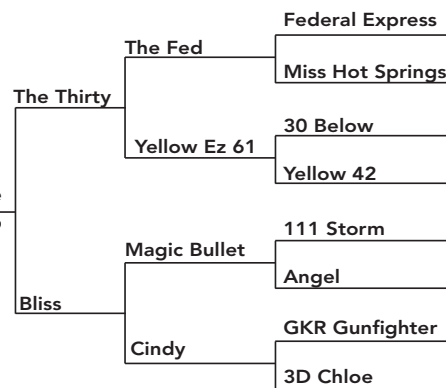 Federal Express
The Fed
Miss Hot Springs
The Thirty
30 Below
Yellow Ez 61
Yellow 42
111 Storm
Magic Bullet
Angel
Bliss
GKR Gunfighter
Cindy
3D Chloe